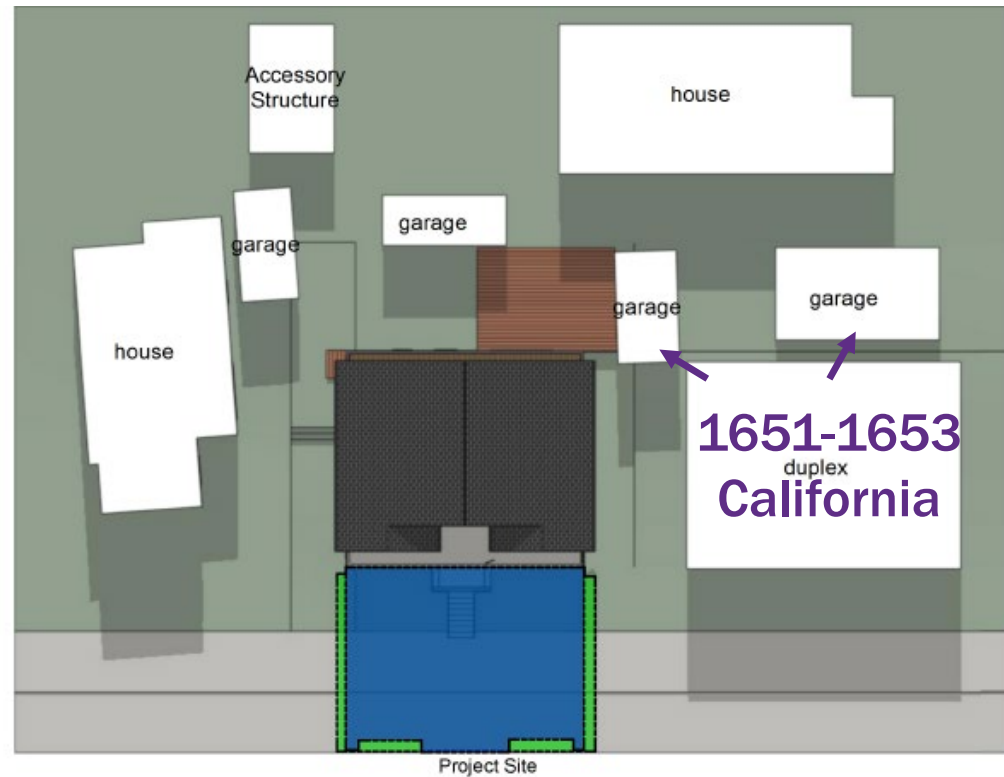 Accessory
Structure
house
garage
garage
house
garage
garage
1651-1653
duplex
California
Project Site